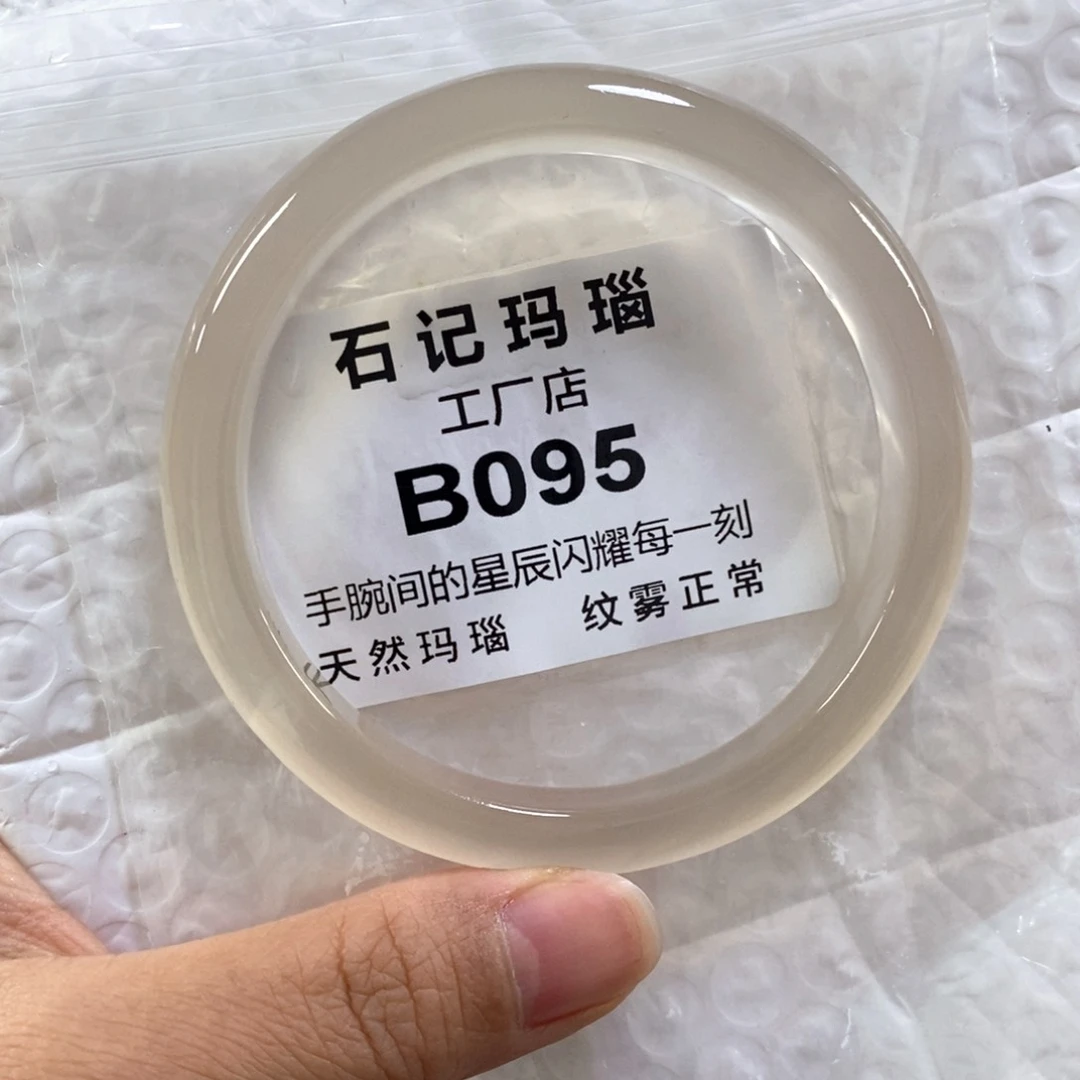 石记玛瑙
工厂店
B095
手腕间的星辰闪耀每一刻
天然玛瑙 纹雾正常